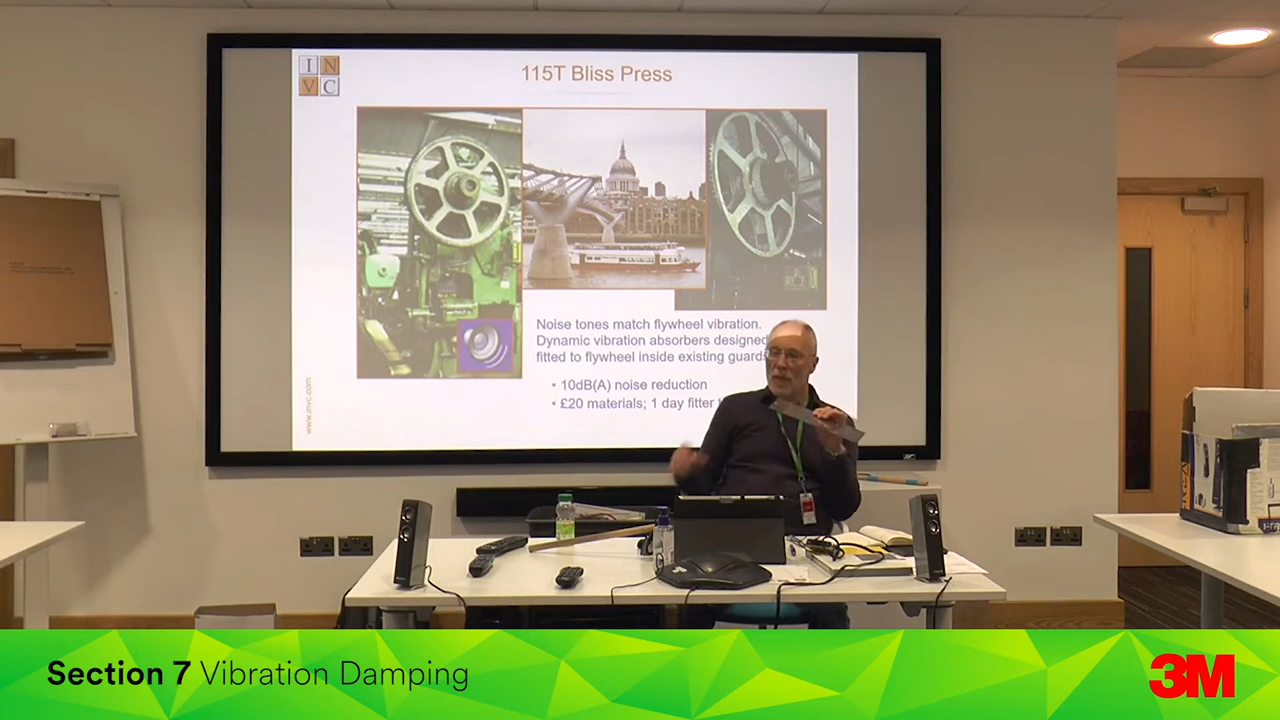 I N
V C
115T Bliss Press
Noise tones match flywheel vibration.
Dynamic vibration absorbers designed
fitted to flywheel inside existing guard
• 10dB(A) noise reduction
• £20 materials; 1 day fitter
www.invc.com
Section 7 Vibration Damping
3M